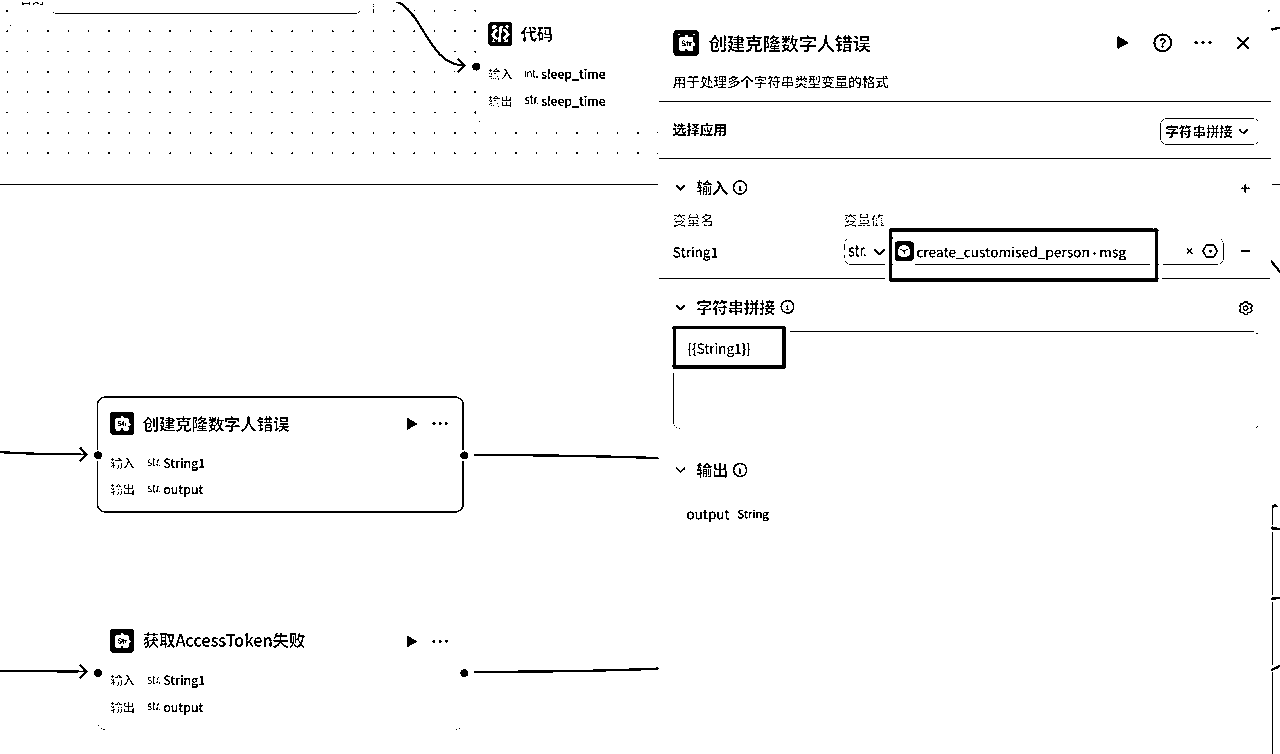 代码
输入 int. sleep_time
输出 str. sleep_time
创建克隆数字人错误
用于处理多个字符串类型变量的格式
选择应用
字符串拼接
输入
变量名
变量值
String1
str.
create_customised_person · msg
字符串拼接
{{String1}}
输出
output String
创建克隆数字人错误
输入 str. String1
输出 str. output
获取AccessToken失败
输入 str. String1
输出 str. output